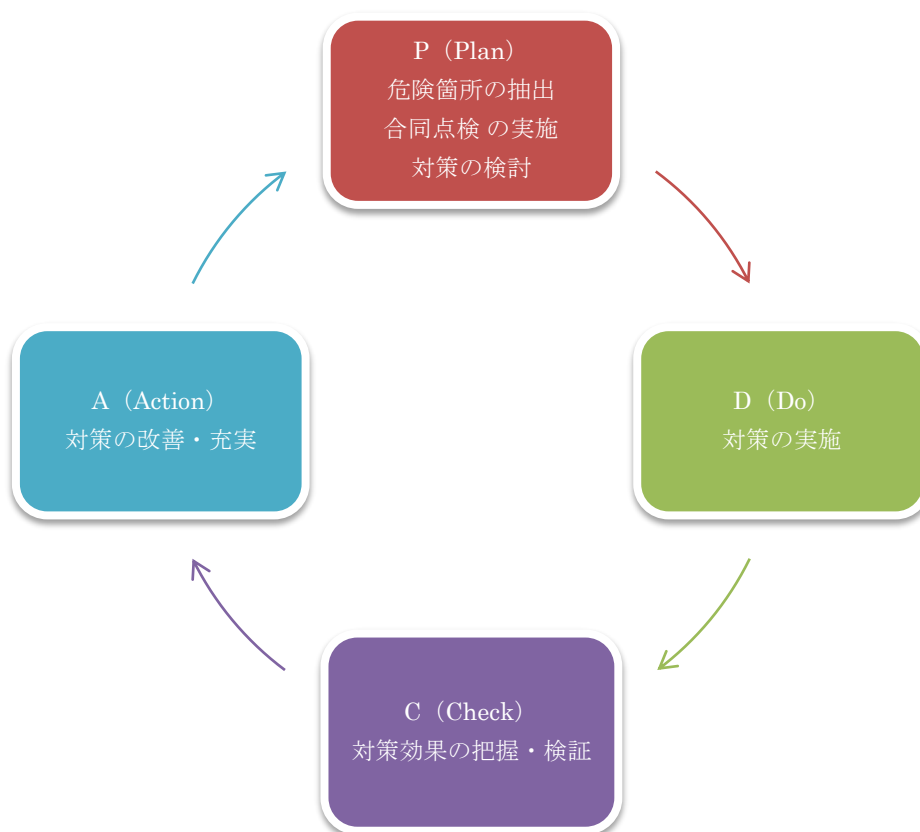 P（Plan）
危険箇所の抽出
合同点検 の実施
対策の検討
D（Do）
対策の実施
C（Check）
対策効果の把握・検証
A（Action）
対策の改善・充実